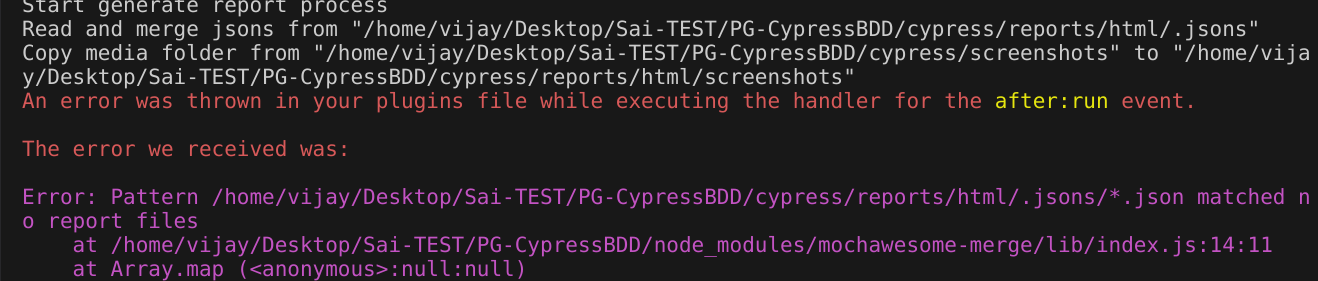 Start generate report process
Read and merge jsons from "/home/vijay/Desktop/Sai-TEST/PG-CypressBDD/cypress/reports/html/.jsons"
Copy media folder from "/home/vijay/Desktop/Sai-TEST/PG-CypressBDD/cypress/screenshots" to "/home/vija
y/Desktop/Sai-TEST/PG-CypressBDD/cypress/reports/html/screenshots"
An error was thrown in your plugins file while executing the handler for the after:run event.
The error we received was:
Error: Pattern /home/vijay/Desktop/Sai-TEST/PG-CypressBDD/cypress/reports/html/.jsons/*.json matched n
o report files
    at /home/vijay/Desktop/Sai-TEST/PG-CypressBDD/node_modules/mochawesome-merge/lib/index.js:14:11
    at Array.map (<anonymous>:null:null)